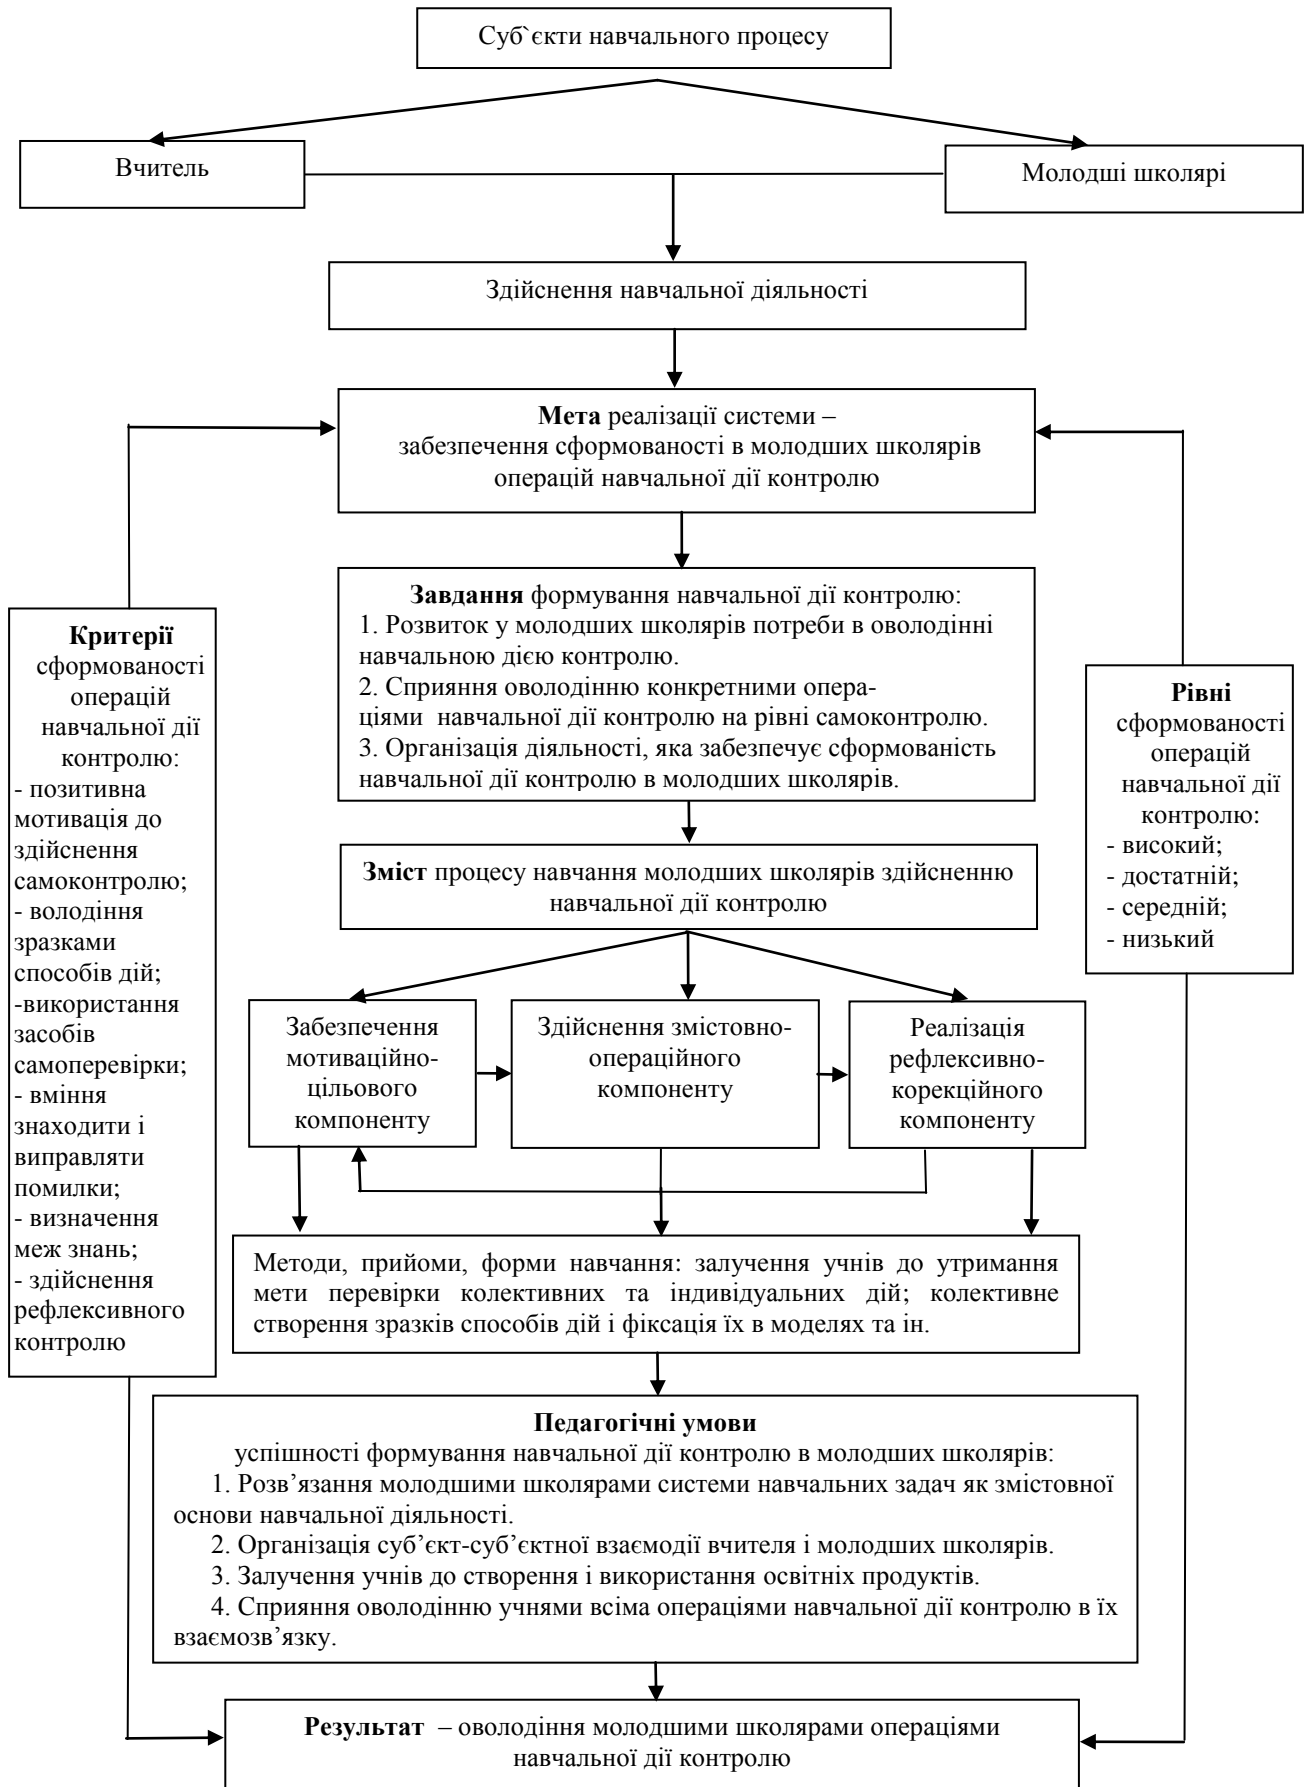 Суб`єкти навчального процесу
Вчитель
Молодші школярі
Здійснення навчальної діяльності
Мета реалізації системи –
забезпечення сформованості в молодших школярів
операцій навчальної дії контролю
Завдання формування навчальної дії контролю:
1. Розвиток у молодших школярів потреби в оволодінні
навчальною дією контролю.
2. Сприяння оволодінню конкретними опера-
ціями навчальної дії контролю на рівні самоконтролю.
3. Організація діяльності, яка забезпечує сформованість
навчальної дії контролю в молодших школярів.
Критерії
сформованості
операцій
навчальної дії
контролю:
- позитивна
мотивація до
здійснення
самоконтролю;
- володіння
зразками
способів дій;
-використання
засобів
самоперевірки;
- вміння
знаходити і
виправляти
помилки;
- визначення
меж знань;
- здійснення
рефлексивного
контролю
Рівні
сформованості
операцій
навчальної дії
контролю:
- високий;
- достатній;
- середній;
- низький
Зміст процесу навчання молодших школярів здійсненню
навчальної дії контролю
Забезпечення
мотиваційно-
цільового
компоненту
Здійснення змістовно-
операційного
компоненту
Реалізація
рефлексивно-
корекційного
компоненту
Методи, прийоми, форми навчання: залучення учнів до утримання
мети перевірки колективних та індивідуальних дій; колективне
створення зразків способів дій і фіксація їх в моделях та ін.
Педагогічні умови
успішності формування навчальної дії контролю в молодших школярів:
1. Розв’язання молодшими школярами системи навчальних задач як змістовної
основи навчальної діяльності.
2. Організація суб’єкт-суб’єктної взаємодії вчителя і молодших школярів.
3. Залучення учнів до створення і використання освітніх продуктів.
4. Сприяння оволодінню учнями всіма операціями навчальної дії контролю в їх
взаємозв’язку.
Результат – оволодіння молодшими школярами операціями
навчальної дії контролю